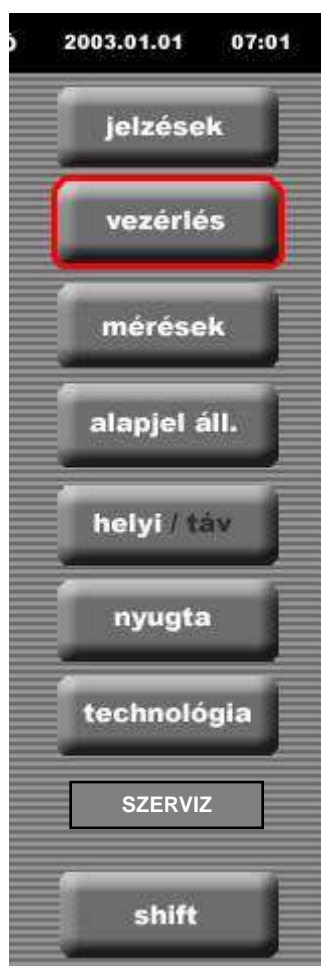 ó 2003.01.01 07:01
jelzések
vezérlés
mérések
alapjel áll.
helyi / táv
nyugta
technológia
SZERVIZ
shift